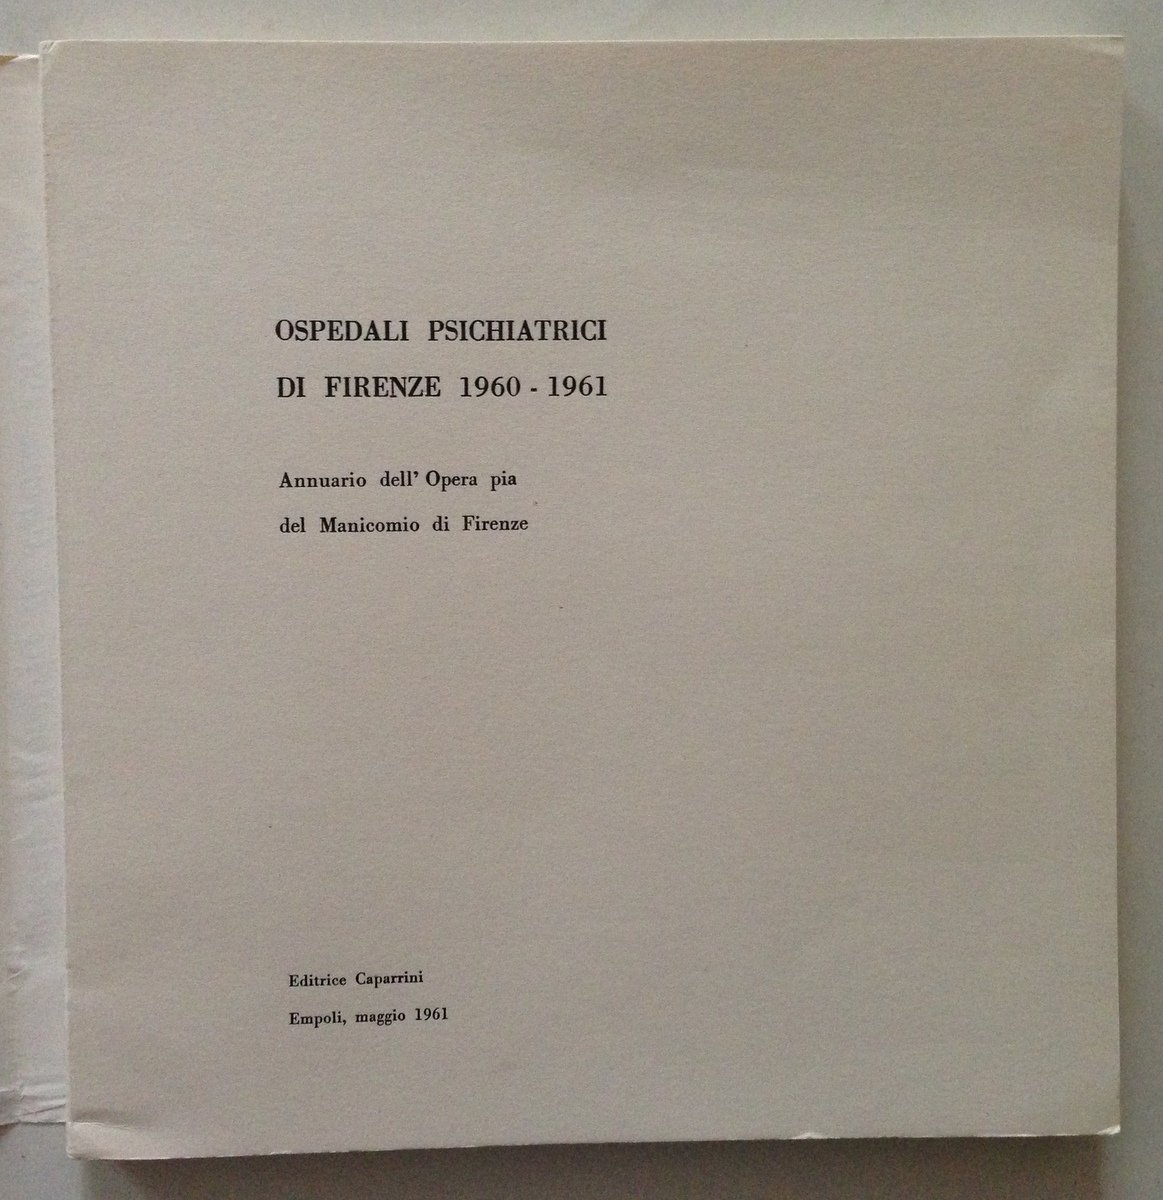 OSPEDALI PSICHIATRICI
DI FIRENZE 1960 - 1961
Annuario dell' Opera pia
del Manicomio di Firenze
Editrice Caparrini
Empoli, maggio 1961